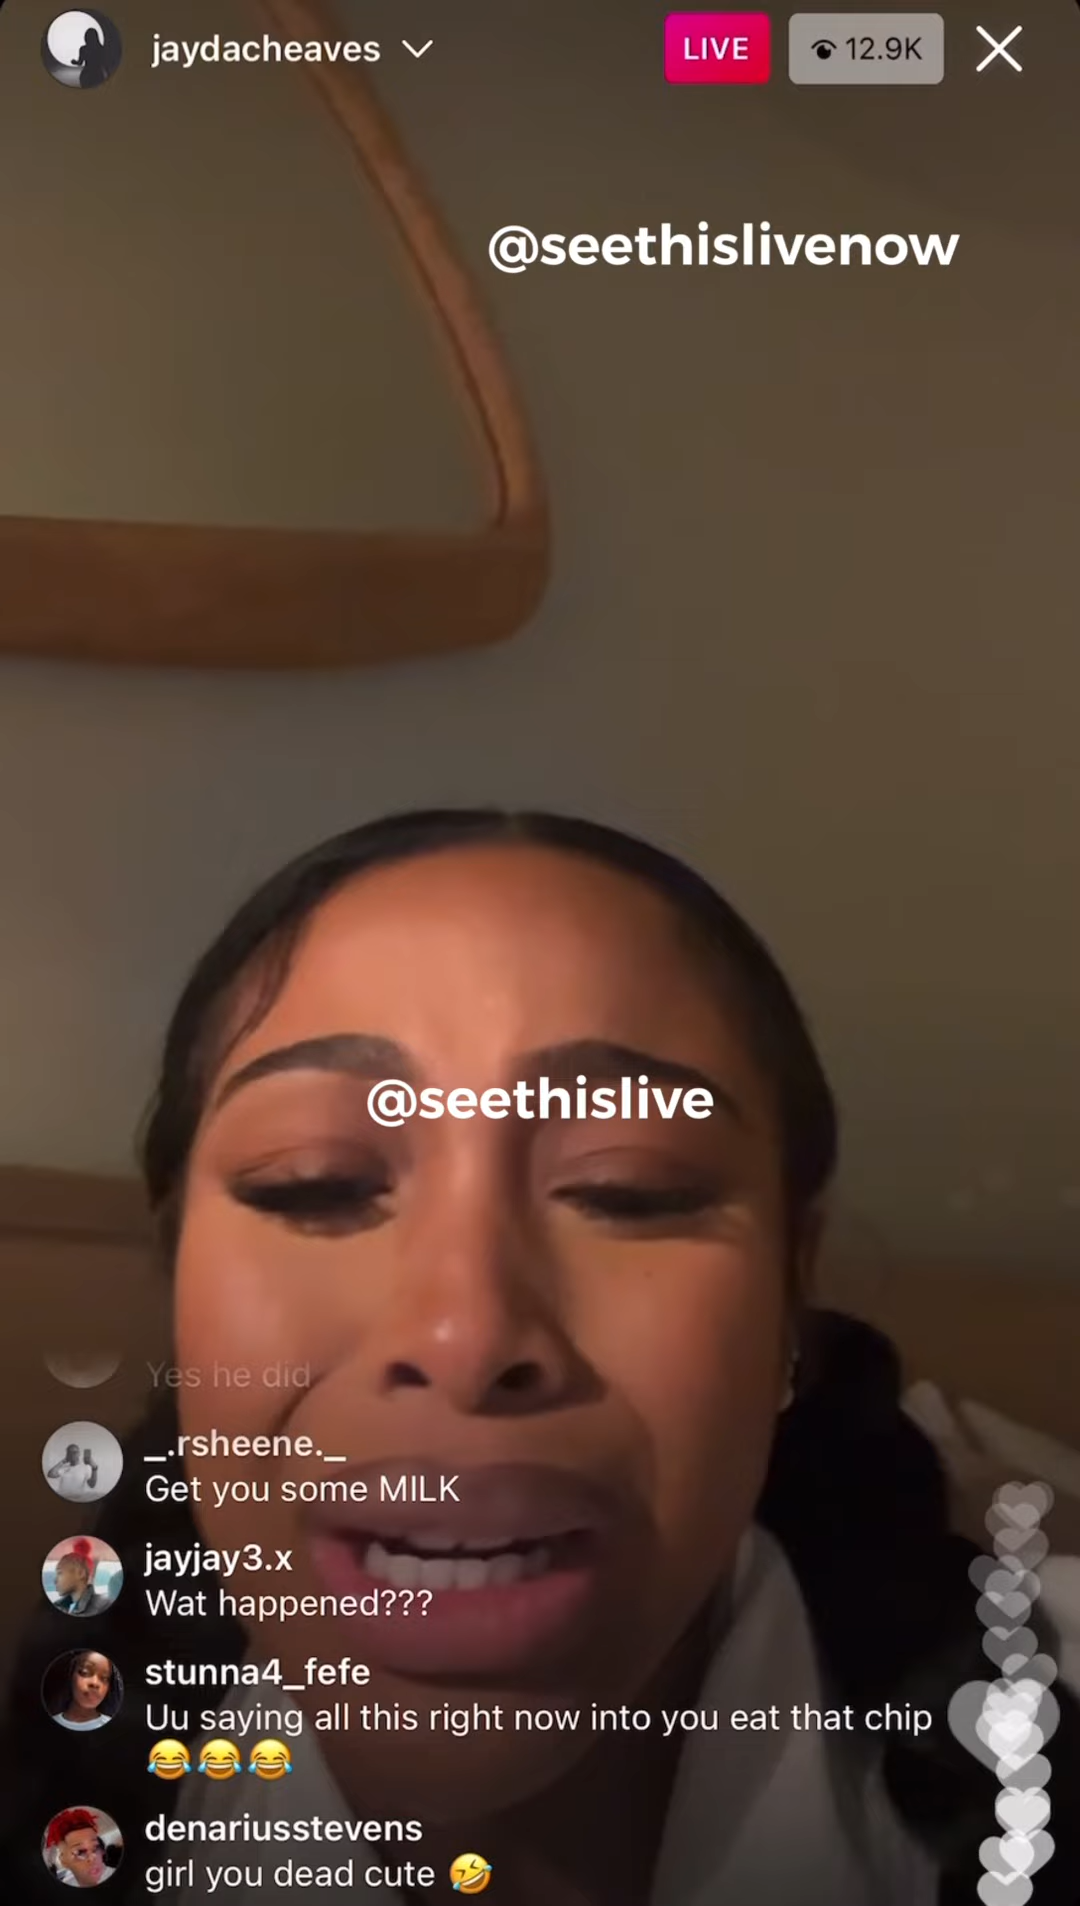 jaydacheaves
LIVE
12.9K
@seethislivenow
@seethislive
Yes he did
_.rsheene._
Get you some MILK
jayjay3.x
Wat happened???
stunna4_fefe
Uu saying all this right now into you eat that chip
😂😂😂
denariusstevens
girl you dead cute 🤣